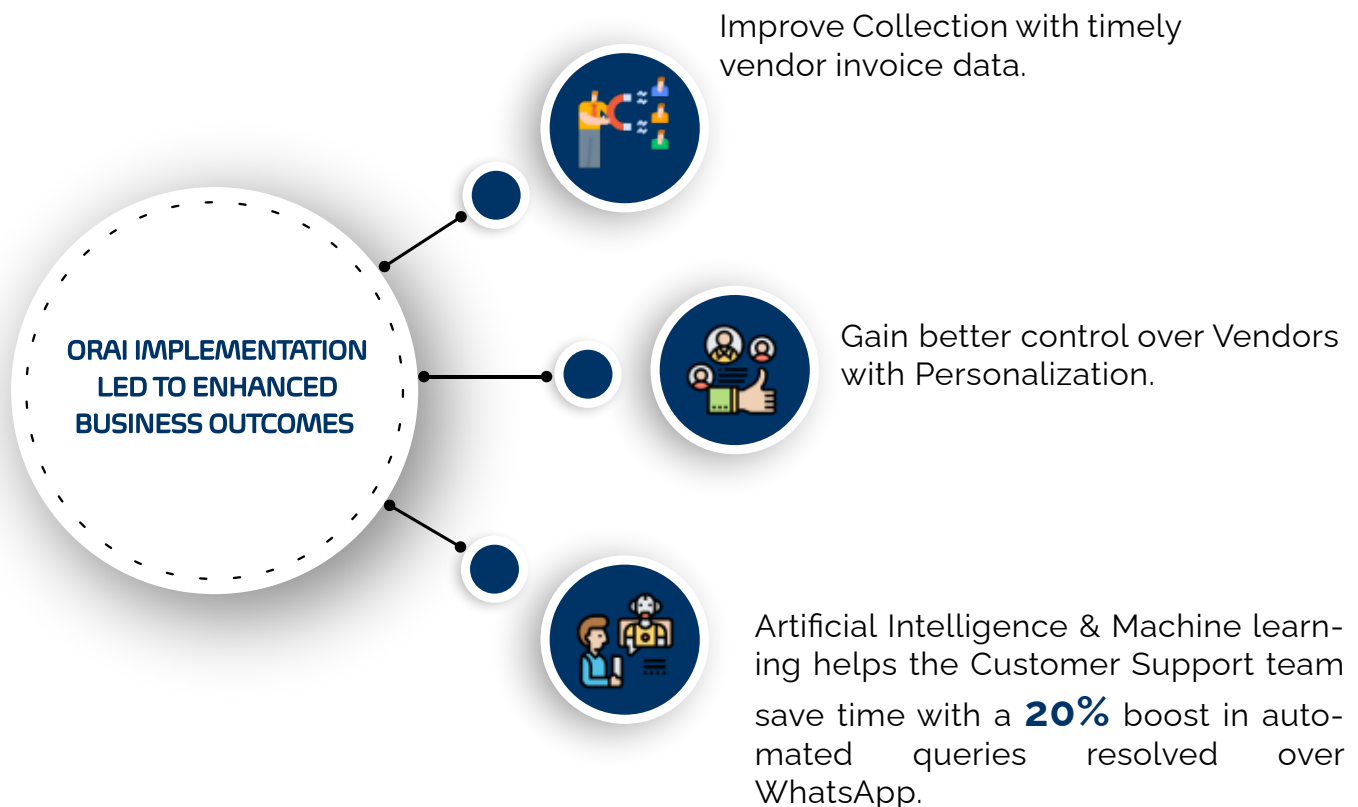 Improve Collection with timely
vendor invoice data.
ORAI IMPLEMENTATION
LED TO ENHANCED
BUSINESS OUTCOMES
Gain better control over Vendors
with Personalization.
Artificial Intelligence & Machine learn-
ing helps the Customer Support team
save time with a 20% boost in auto-
mated queries resolved over
WhatsApp.